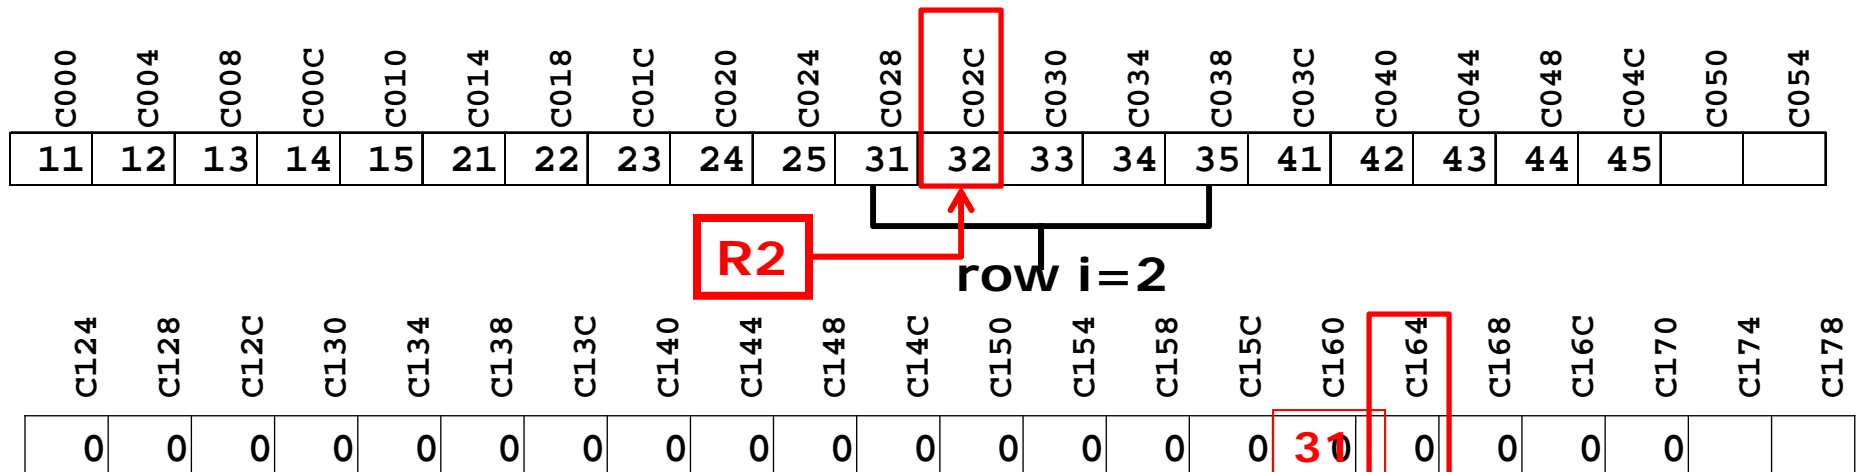 C000 C004 C008 C00C C010 C014 C018 C01C C020 C024 C028 C02C C030 C034 C038 C03C C040 C044 C048 C04C C050 C054
11 12 13 14 15 21 22 23 24 25 31 32 33 34 35 41 42 43 44 45
R2
row i=2
C124 C128 C12C C130 C134 C138 C13C C140 C144 C148 C14C C150 C154 C158 C15C C160 C164 C168 C16C C170 C174 C178
0 0 0 0 0 0 0 0 0 0 0 0 0 0 0 31 0 0 0 0 0